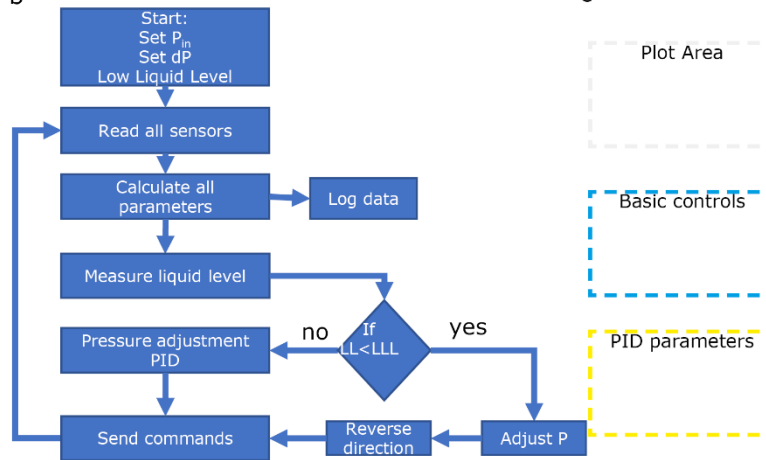 Start:
Set Pin
Set dP
Low Liquid Level
Read all sensors
Calculate all
parameters
Log data
Measure liquid level
If
LL<LLL
no
yes
Pressure adjustment
PID
Send commands
Reverse
direction
Adjust P
Plot Area
Basic controls
PID parameters